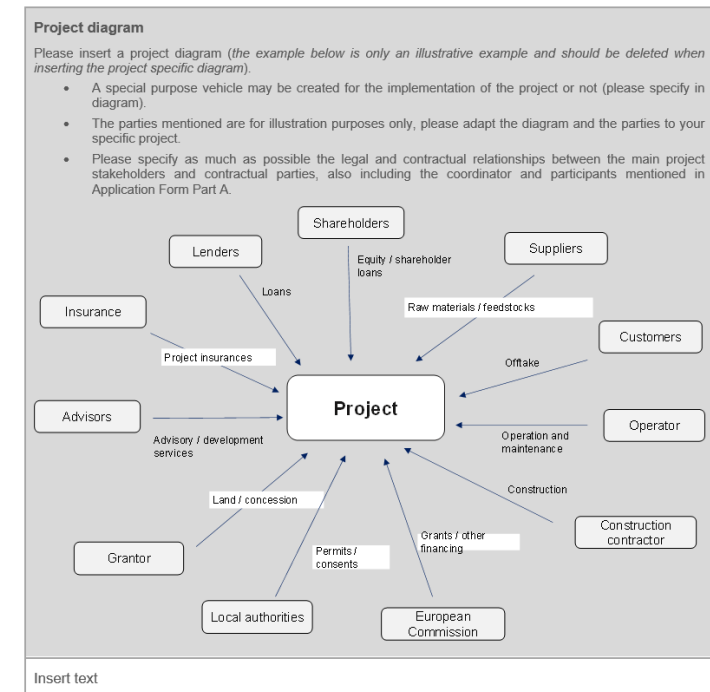 Project diagram
Please insert a project diagram (the example below is only an illustrative example and should be deleted when
inserting the project specific diagram).
• A special purpose vehicle may be created for the implementation of the project or not (please specify in
diagram).
• The parties mentioned are for illustration purposes only, please adapt the diagram and the parties to your
specific project.
• Please specify as much as possible the legal and contractual relationships between the main project
stakeholders and contractual parties, also including the coordinator and participants mentioned in
Application Form Part A.
Shareholders
Lenders
Suppliers
Equity / shareholder
loans
Loans
Insurance
Raw materials / feedstocks
Customers
Project insurances
Offtake
Project
Advisors
Operator
Advisory / development
services
Operation and
maintenance
Land / concession
Construction
Construction
contractor
Grantor
Permits /
consents
Grants / other
financing
Local authorities
European
Commission
Insert text